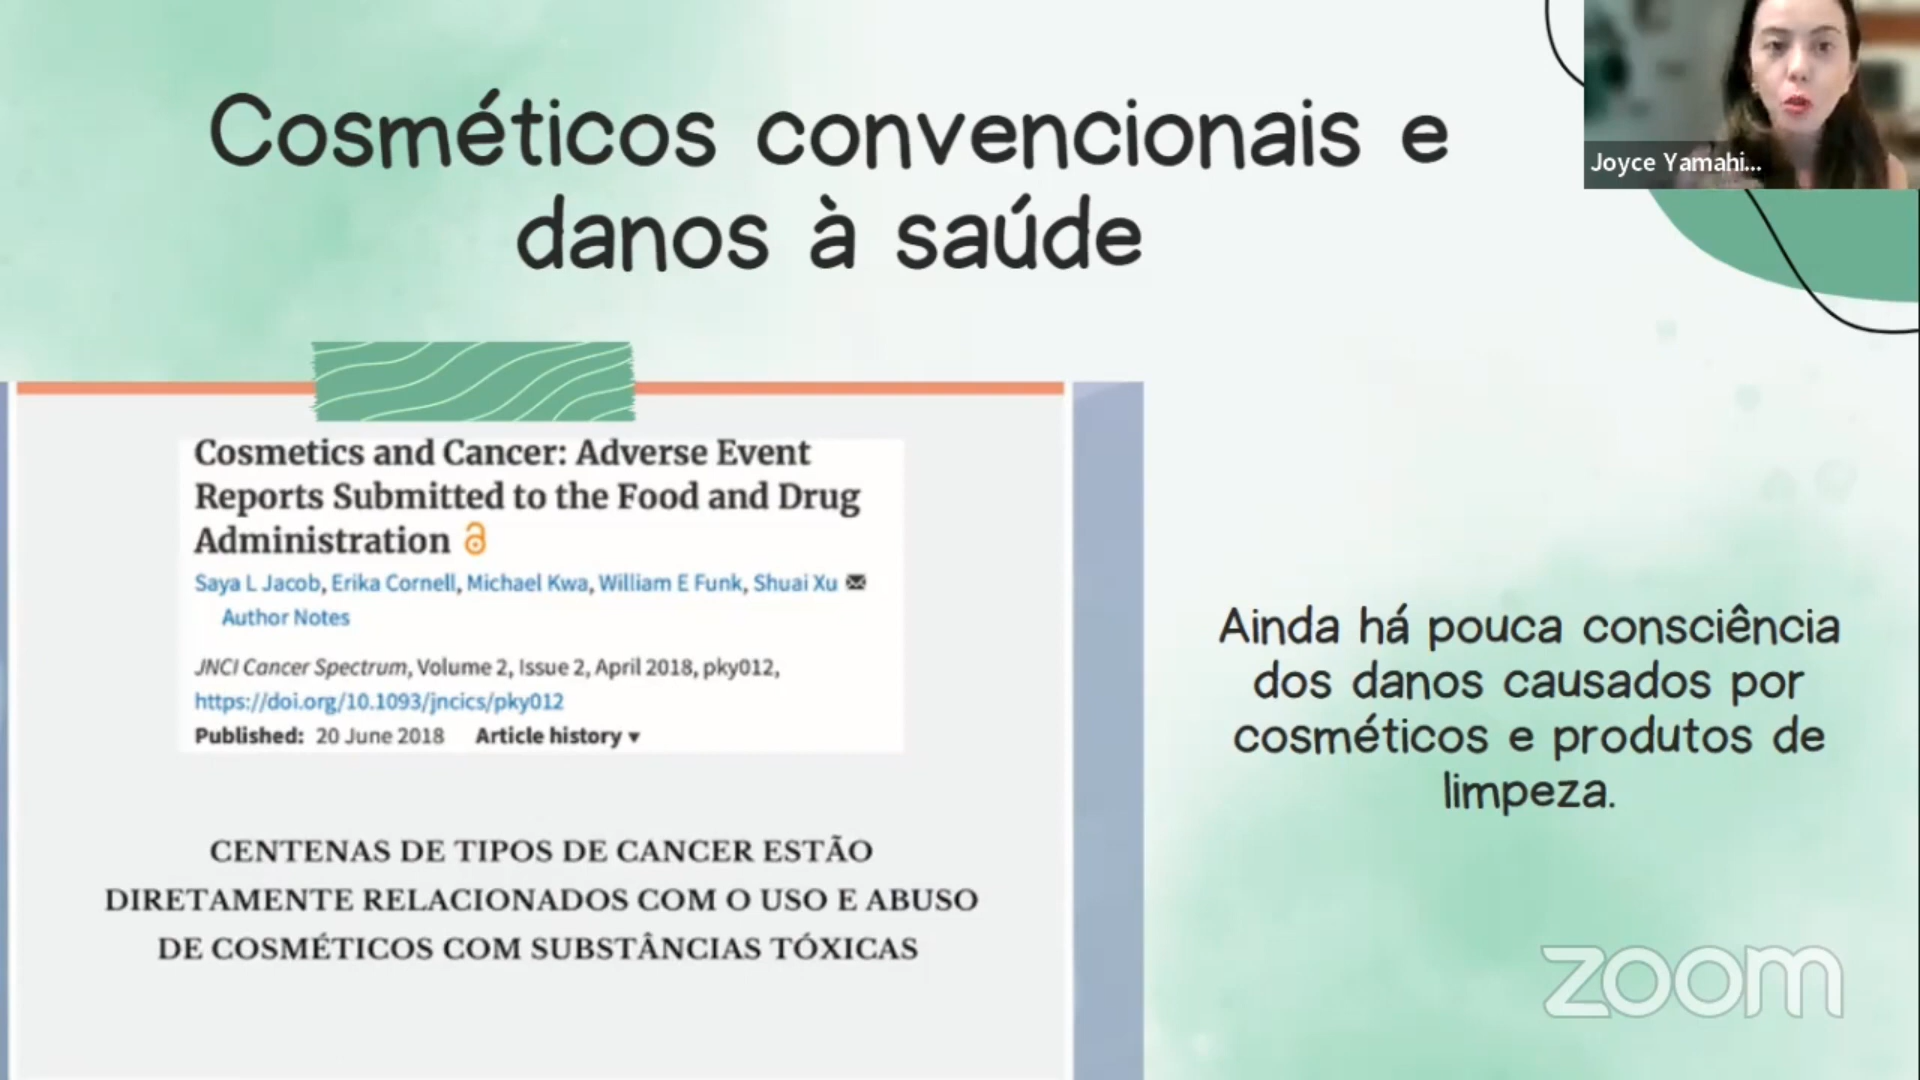 Cosméticos convencionais e
danos à saúde
Joyce Yamahi...
Cosmetics and Cancer: Adverse Event
Reports Submitted to the Food and Drug
Administration
Saya L Jacob, Erika Cornell, Michael Kwa, William E Funk, Shuai Xu
Author Notes
JNCI Cancer Spectrum, Volume 2, Issue 2, April 2018, pky012,
https://doi.org/10.1093/jncics/pky012
Published: 20 June 2018 Article history ▾
CENTENAS DE TIPOS DE CANCER ESTÃO
DIRETAMENTE RELACIONADOS COM O USO E ABUSO
DE COSMÉTICOS COM SUBSTÂNCIAS TÓXICAS
Ainda há pouca consciência
dos danos causados por
cosméticos e produtos de
limpeza.
zoom